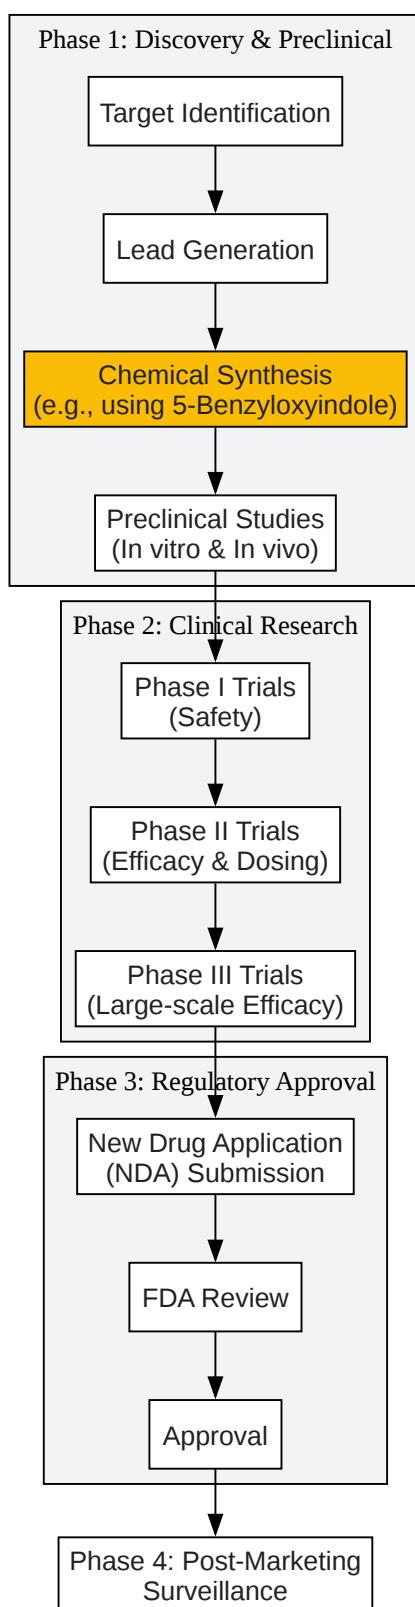 Phase 1: Discovery & Preclinical
Target Identification
Lead Generation
Chemical Synthesis
(e.g., using 5-Benzyloxyindole)
Preclinical Studies
(In vitro & In vivo)
Phase 2: Clinical Research
Phase I Trials
(Safety)
Phase II Trials
(Efficacy & Dosing)
Phase III Trials
(Large-scale Efficacy)
Phase 3: Regulatory Approval
New Drug Application
(NDA) Submission
FDA Review
Approval
Phase 4: Post-Marketing
Surveillance